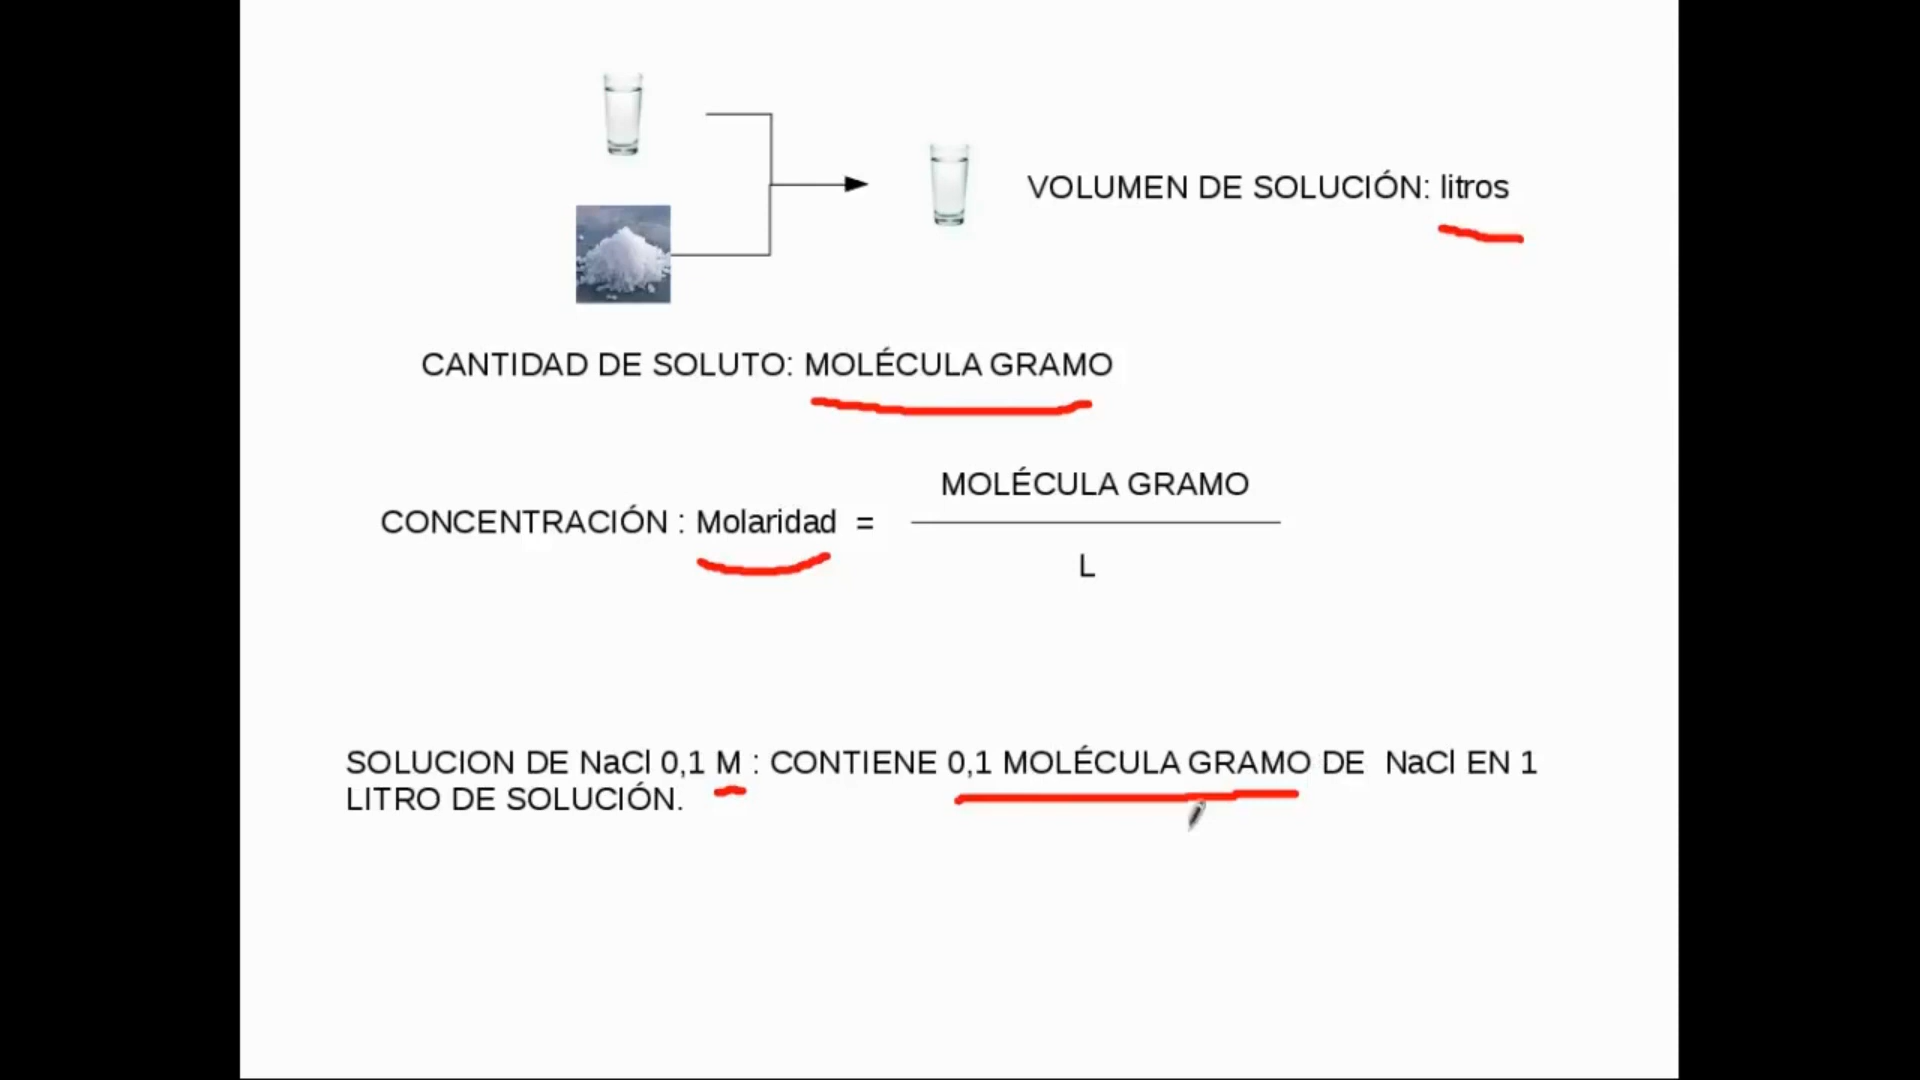 VOLUMEN DE SOLUCIÓN: litros
CANTIDAD DE SOLUTO: MOLÉCULA GRAMO
CONCENTRACIÓN : Molaridad =
MOLÉCULA GRAMO
L
SOLUCION DE NaCl 0,1 M : CONTIENE 0,1 MOLÉCULA GRAMO DE NaCl EN 1
LITRO DE SOLUCIÓN.